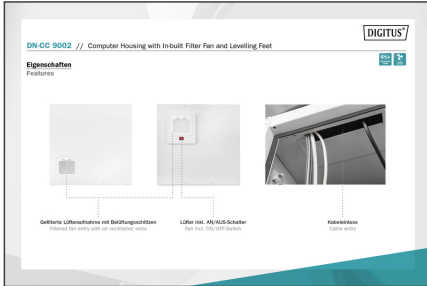 DIGITUS®
DN-CC 9002 // Computer Housing with In-built Filter Fan and Levelling Feet
IP54
Eigenschaften
Features
Gefilterte Lüfteraufnahme mit Belüftungsschlitzen
Filtered fan entry with air ventilation slots
Lüfter inkl. AN/AUS-Schalter
Fan incl. ON/OFF-Switch
Kabeleinlass
Cable entry